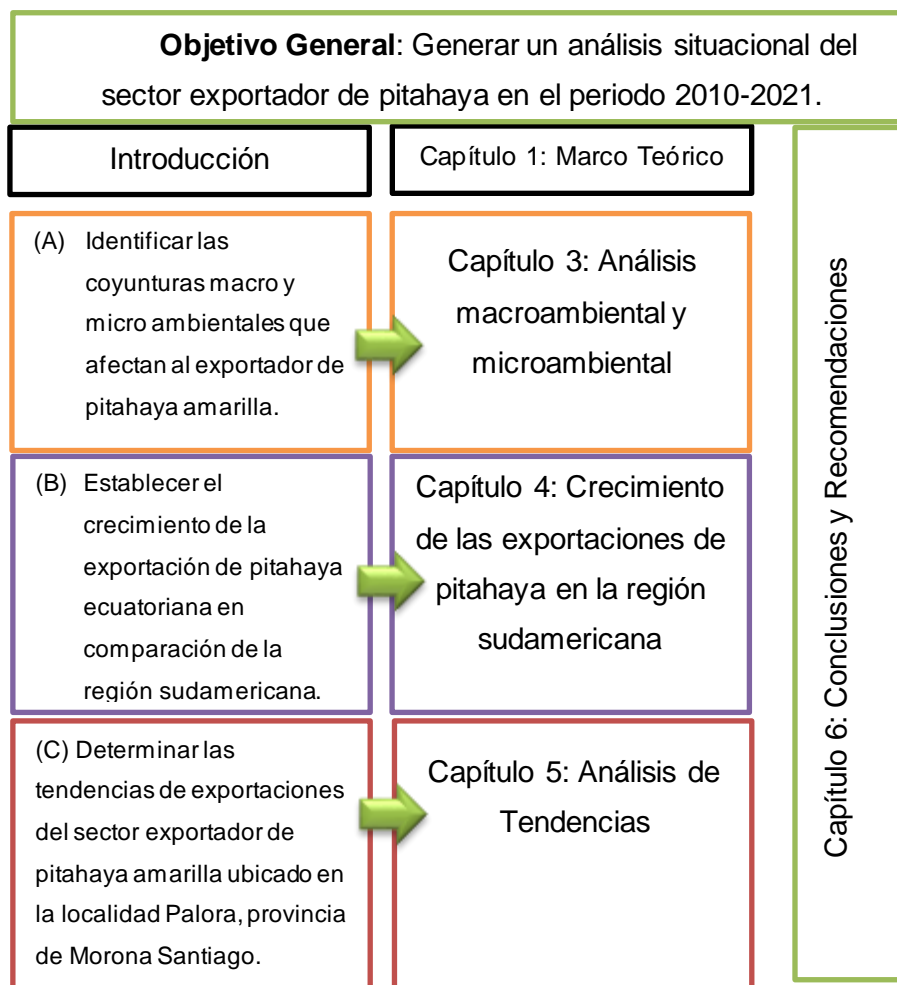 Objetivo General: Generar un análisis situacional del
sector exportador de pitahaya en el periodo 2010-2021.
Introducción
Capítulo 1: Marco Teórico
(A) Identificar las
coyunturas macro y
micro ambientales que
afectan al exportador de
pitahaya amarilla.
Capítulo 3: Análisis
macroambiental y
microambiental
(B) Establecer el
crecimiento de la
exportación de pitahaya
ecuatoriana en
comparación de la
región sudamericana.
Capítulo 4: Crecimiento
de las exportaciones de
pitahaya en la región
sudamericana
(C) Determinar las
tendencias de exportaciones
del sector exportador de
pitahaya amarilla ubicado en
la localidad Palora, provincia
de Morona Santiago.
Capítulo 5: Análisis de
Tendencias
Capítulo 6: Conclusiones y Recomendaciones